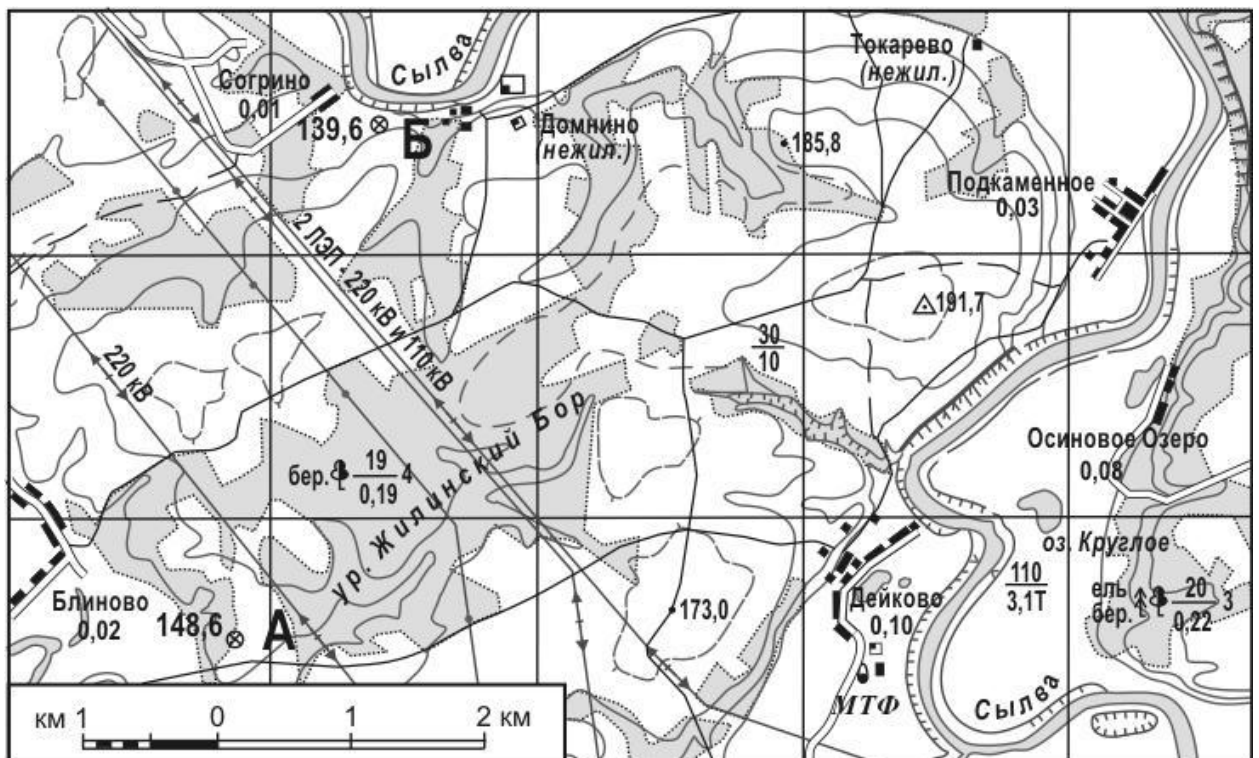 Сылва
Токарево
(нежил.)
Согрино
0,01
139,6
Б
Домнино
(нежил.)
185,8
Подкаменное
0,03
2 ЛЭП - 220 кВ и 110 кВ
191,7
220 кВ
30
10
ур. Жилинский Бор
Осиновое Озеро
0,08
бер. 19 4
0,19
оз. Круглое
Блиново
0,02
148,6
А
173,0
Дейково
0,10
110
3,1Т
ель
бер. 20 3
0,22
МТФ
Сылва
км 1 0 1 2 км